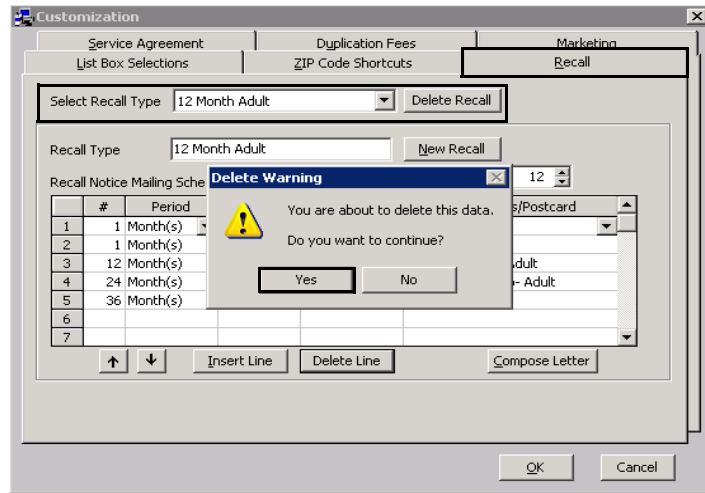 Customization
Service Agreement Duplication Fees Marketing
List Box Selections ZIP Code Shortcuts Recall
Select Recall Type 12 Month Adult Delete Recall
Recall Type 12 Month Adult New Recall
Recall Notice Mailing Sche 12
Delete Warning
You are about to delete this data.
Do you want to continue?
Yes No
# Period s/Postcard
1 1 Month(s)
2 1 Month(s)
3 12 Month(s) Adult
4 24 Month(s) - Adult
5 36 Month(s)
6
7
Insert Line Delete Line Compose Letter
OK Cancel